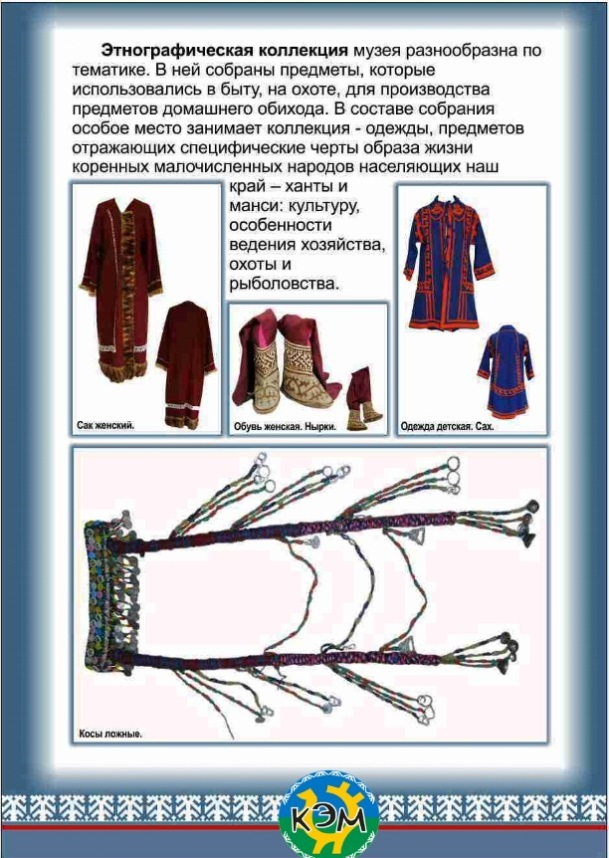 Этнографическая коллекция музея разнообразна по
тематике. В ней собраны предметы, которые
использовались в быту, на охоте, для производства
предметов домашнего обихода. В составе собрания
особое место занимает коллекция - одежды, предметов
отражающих специфические черты образа жизни
коренных малочисленных народов населяющих наш
край – ханты и
манси: культуру,
особенности
ведения хозяйства,
охоты и
рыболовства.
Сак женский.
Обувь женская. Нырки.
Одежда детская. Сах.
Косы ложные.
КЭМ